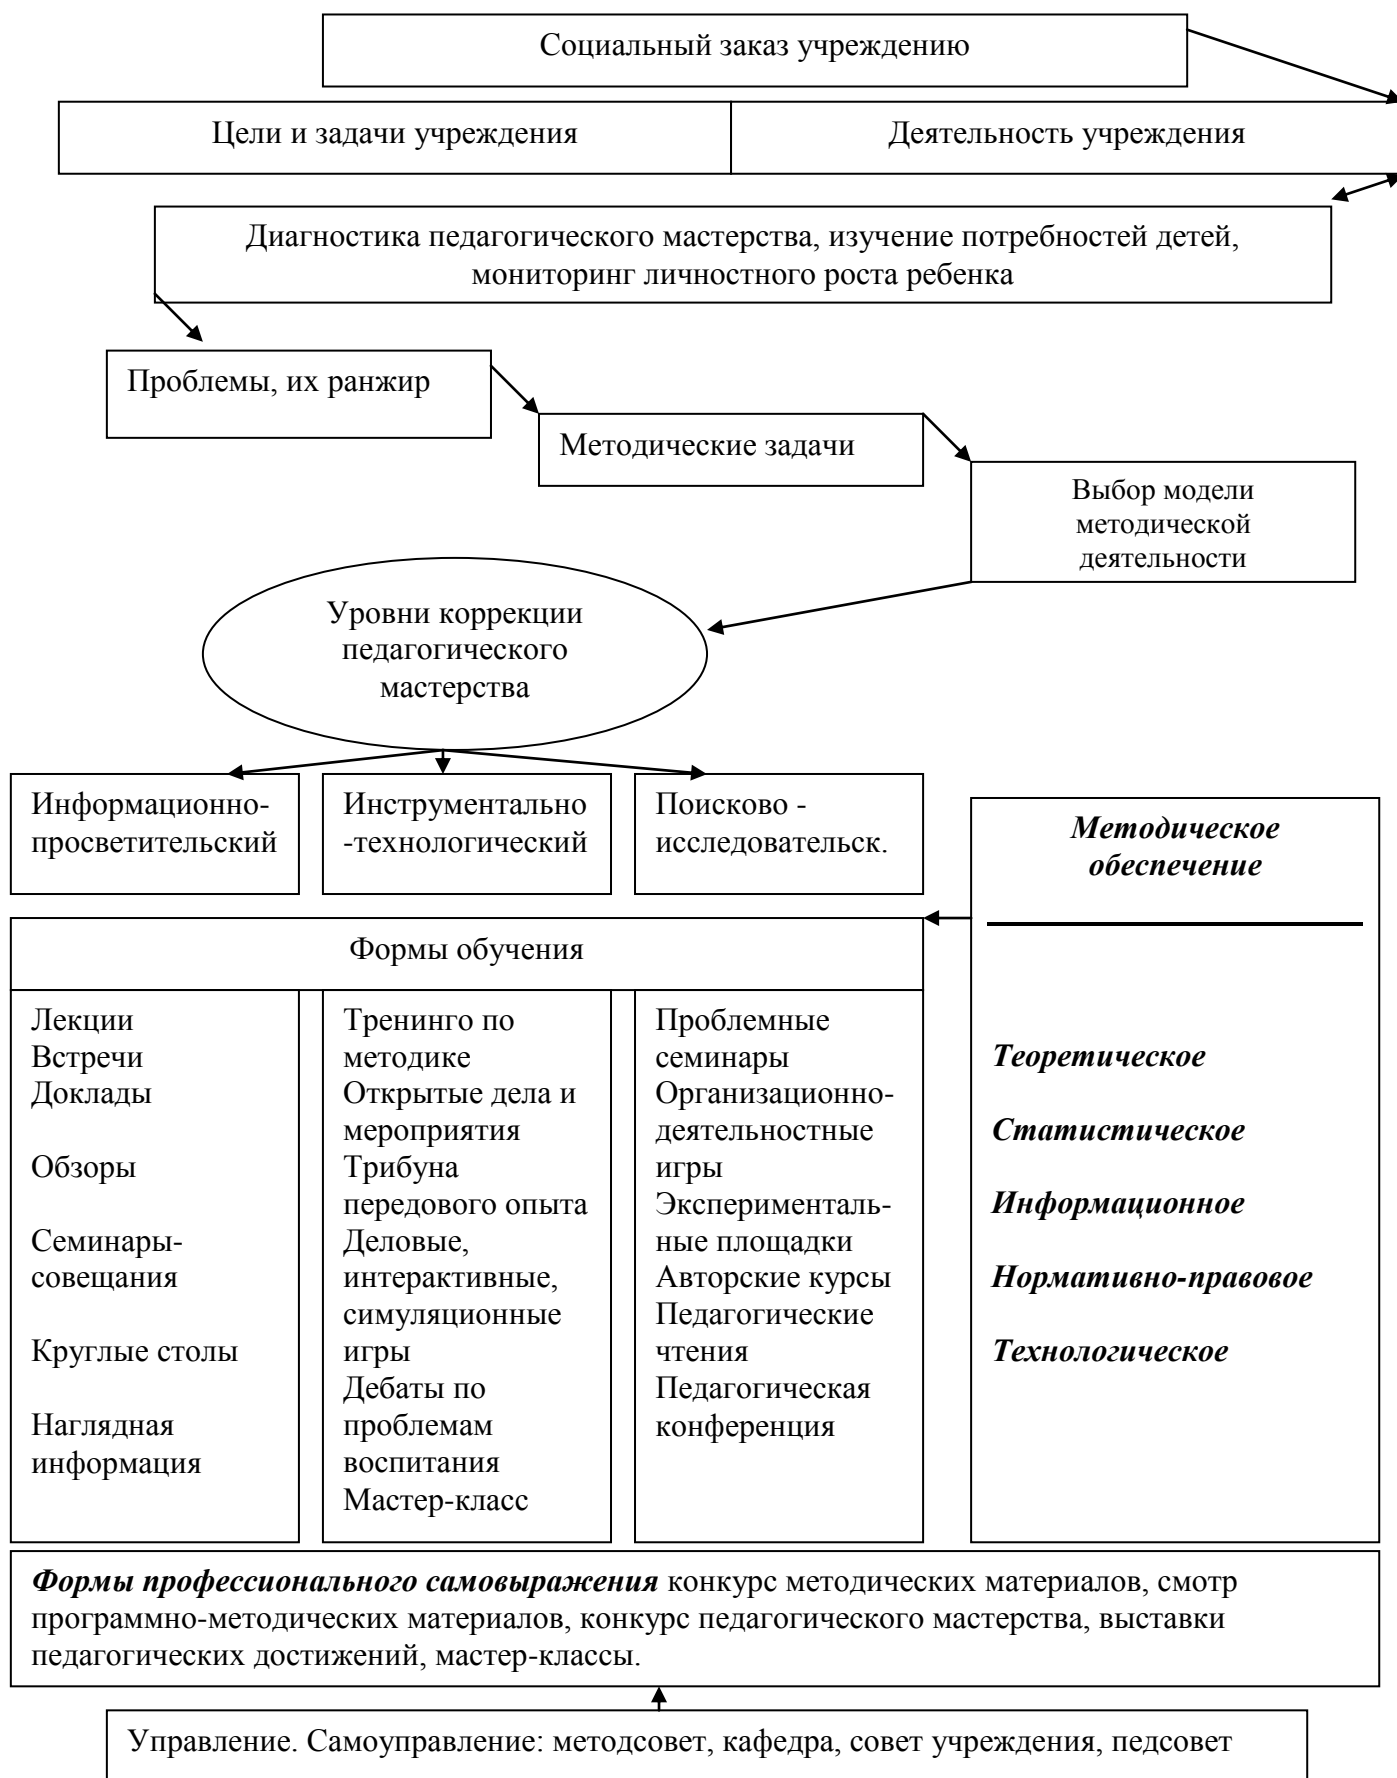 Социальный заказ учреждению
Цели и задачи учреждения
Деятельность учреждения
Диагностика педагогического мастерства, изучение потребностей детей,
мониторинг личностного роста ребенка
Проблемы, их ранжир
Методические задачи
Выбор модели
методической
деятельности
Уровни коррекции
педагогического
мастерства
Информационно-
просветительский
Инструментально
-технологический
Поисково -
исследовательск.
Формы обучения
Лекции
Встречи
Доклады
Обзоры
Семинары-
совещания
Круглые столы
Наглядная
информация
Тренинго по
методике
Открытые дела и
мероприятия
Трибуна
передового опыта
Деловые,
интерактивные,
симуляционные
игры
Дебаты по
проблемам
воспитания
Мастер-класс
Проблемные
семинары
Организационно-
деятельностные
игры
Эксперименталь-
ные площадки
Авторские курсы
Педагогические
чтения
Педагогическая
конференция
Методическое
обеспечение
Теоретическое
Статистическое
Информационное
Нормативно-правовое
Технологическое
Формы профессионального самовыражения конкурс методических материалов, смотр
программно-методических материалов, конкурс педагогического мастерства, выставки
педагогических достижений, мастер-классы.
Управление. Самоуправление: методсовет, кафедра, совет учреждения, педсовет